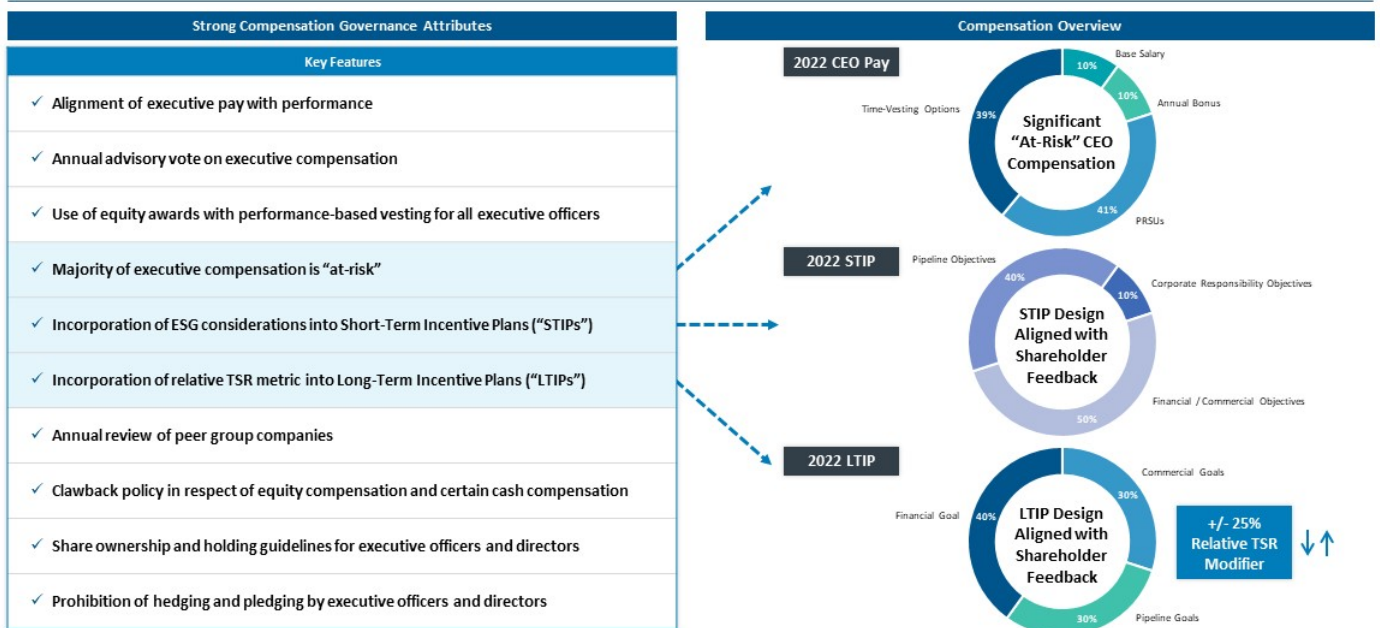 Strong Compensation Governance Attributes
Key Features
✓ Alignment of executive pay with performance
✓ Annual advisory vote on executive compensation
✓ Use of equity awards with performance-based vesting for all executive officers
✓ Majority of executive compensation is “at-risk”
✓ Incorporation of ESG considerations into Short-Term Incentive Plans (“STIPs”)
✓ Incorporation of relative TSR metric into Long-Term Incentive Plans (“LTIPs”)
✓ Annual review of peer group companies
✓ Clawback policy in respect of equity compensation and certain cash compensation
✓ Share ownership and holding guidelines for executive officers and directors
✓ Prohibition of hedging and pledging by executive officers and directors
Compensation Overview
2022 CEO Pay
Base Salary
10%
Annual Bonus
10%
Time-Vesting Options
39%
Significant
“At-Risk” CEO
Compensation
41%
PRSUs
2022 STIP
Pipeline Objectives
40%
Corporate Responsibility Objectives
10%
STIP Design
Aligned with
Shareholder
Feedback
Financial / Commercial Objectives
50%
2022 LTIP
Commercial Goals
30%
Financial Goal
40%
LTIP Design
Aligned with
Shareholder
Feedback
+/- 25%
Relative TSR
Modifier
Pipeline Goals
30%